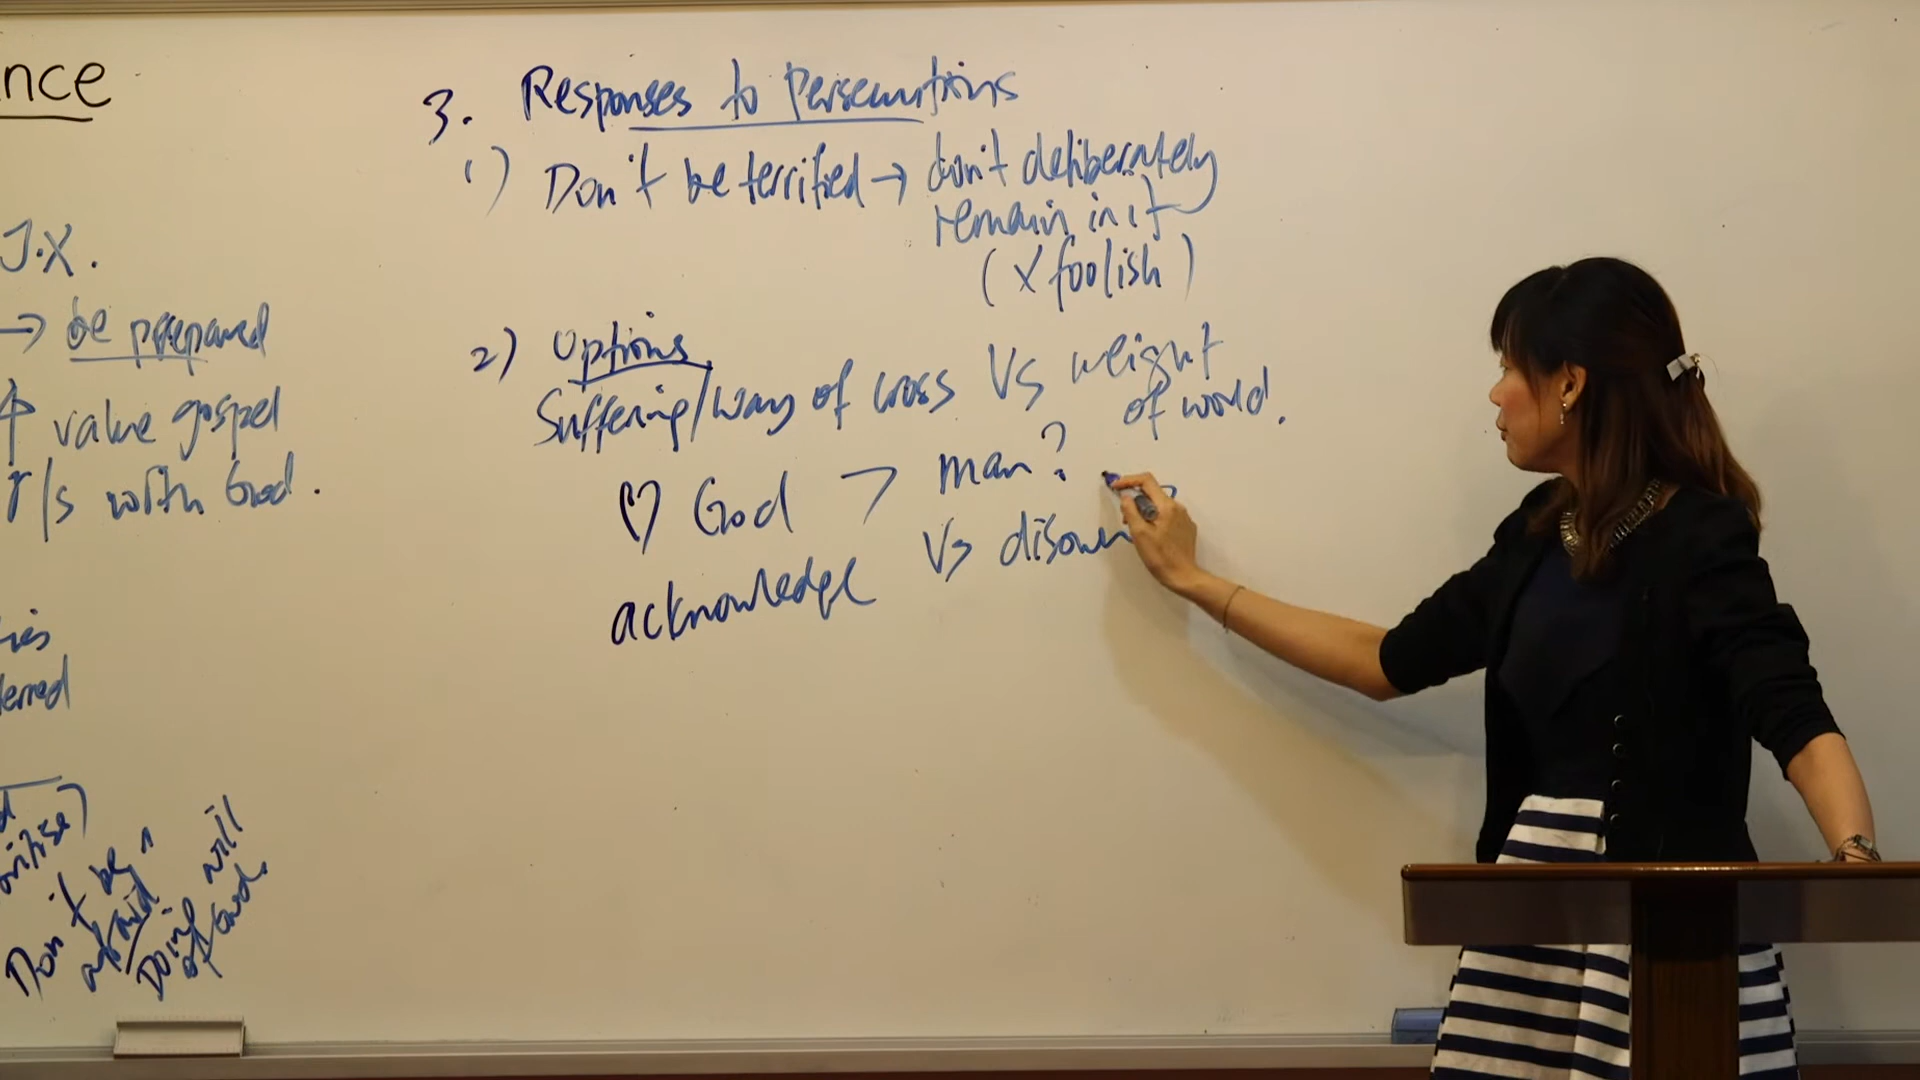 nce
J.X.
→ be prepared
↑ value gospel
r/s with God.
ies
erred
oritise)
Don't be
afraid
Doing will
of God.
3. Responses to Persecutions
1) Don't be terrified → don't deliberately
remain in it
(X foolish)
2) Options
Suffering/way of cross Vs weight
of world.
♡ God > man?
acknowledge Vs disown